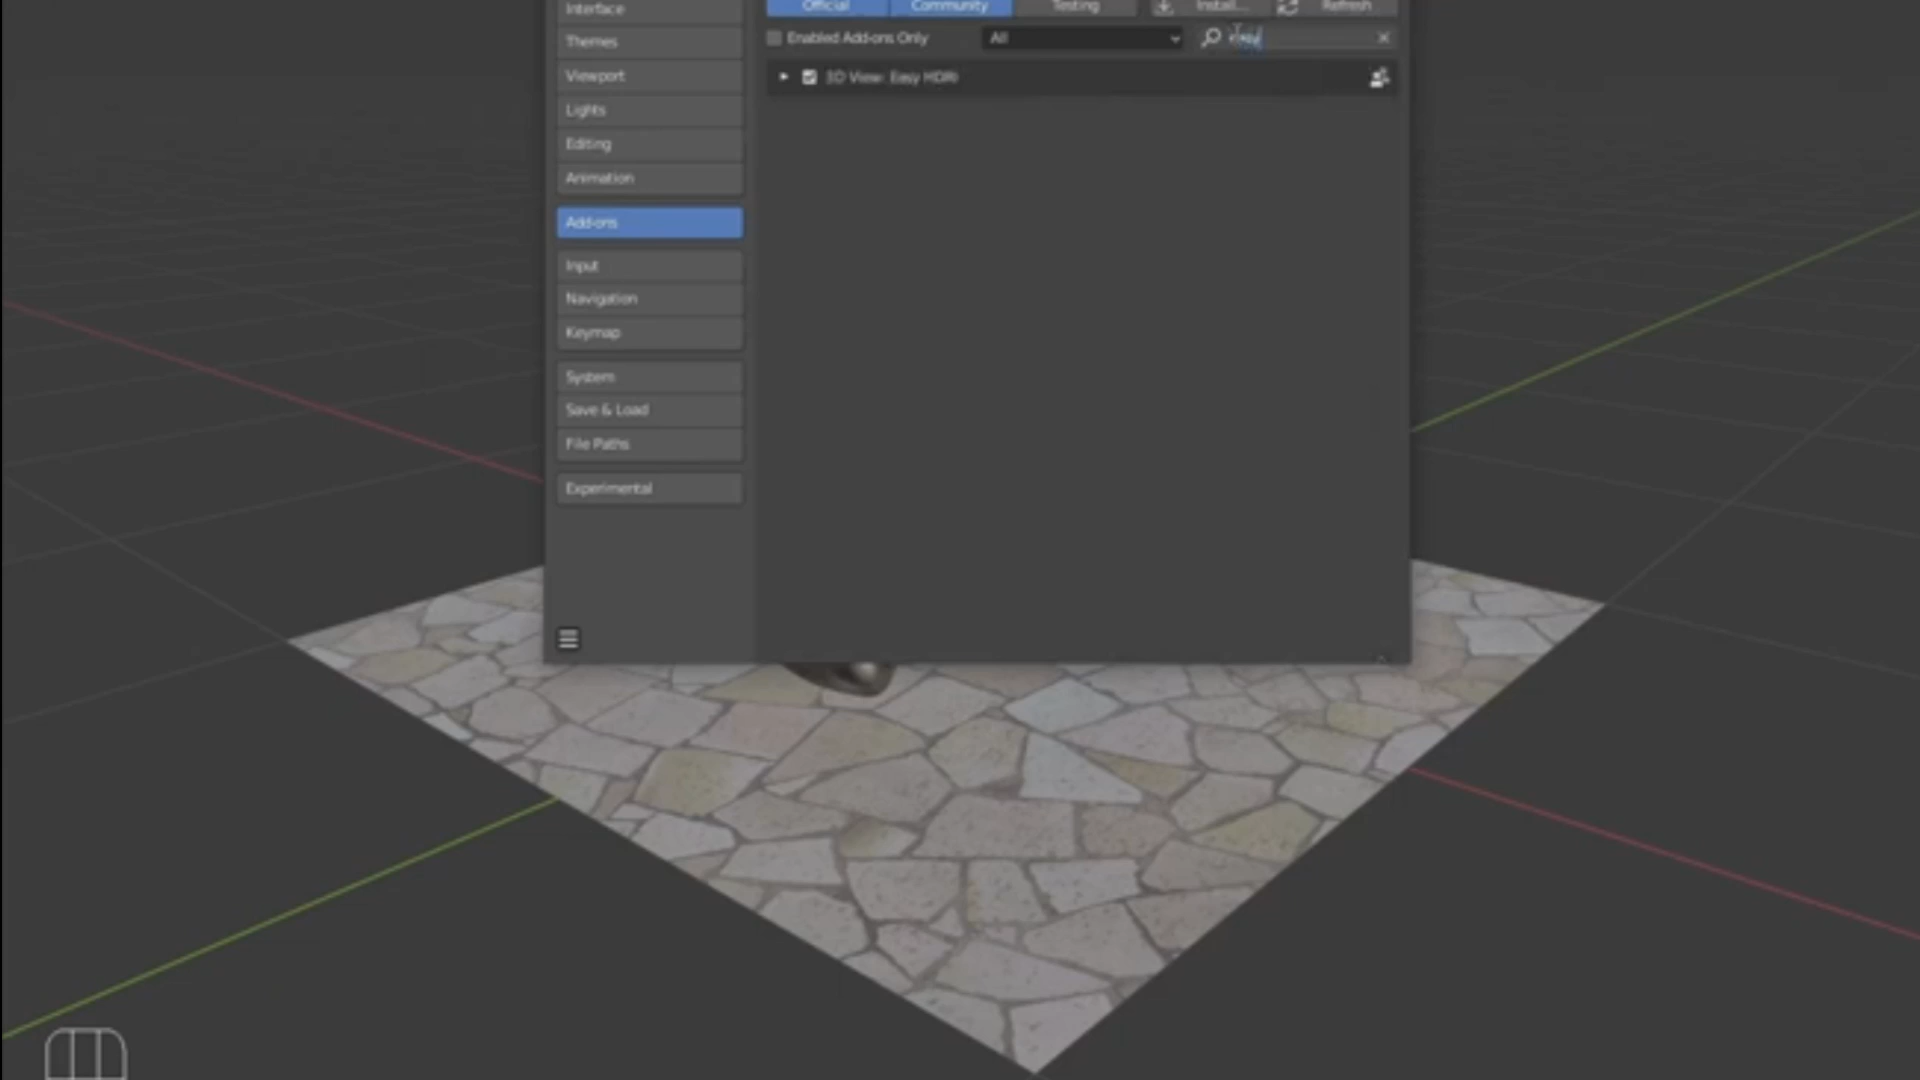 Interface
Official Community Testing Install... Refresh
Themes
Enabled Add-ons Only All easy
Viewport
3D View: Easy HDRI
Lights
Editing
Animation
Add-ons
Input
Navigation
Keymap
System
Save & Load
File Paths
Experimental